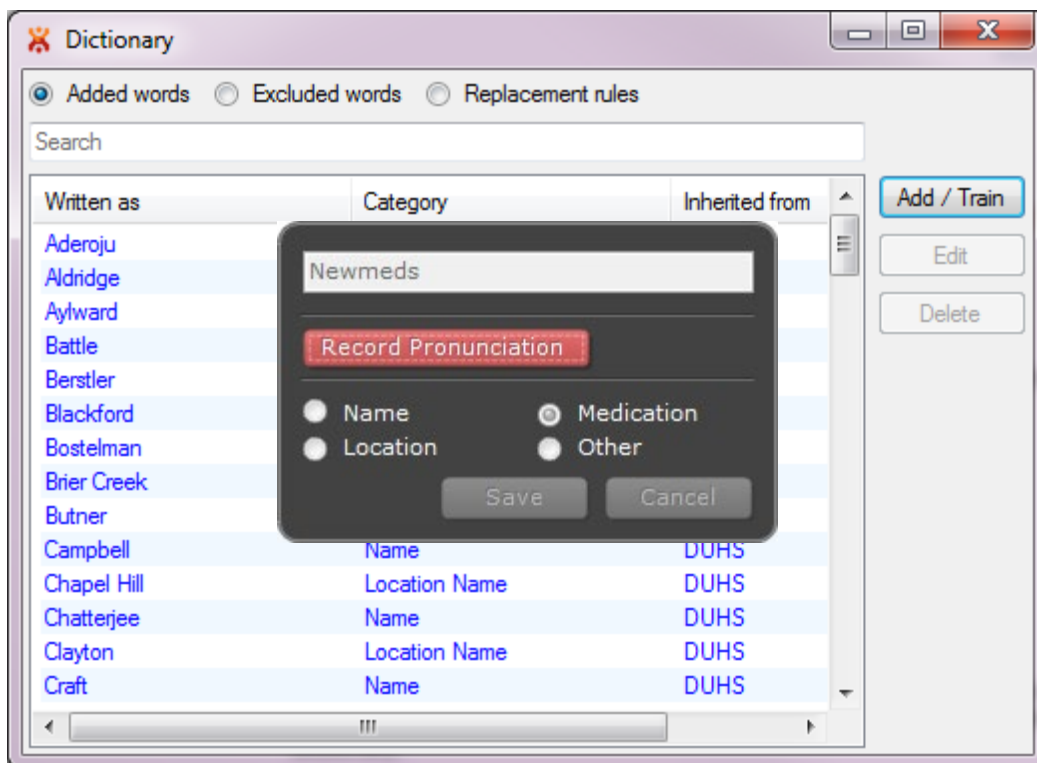 Dictionary
Added words Excluded words Replacement rules
Search
Written as Category Inherited from
Add / Train
Edit
Delete
Aderoju
Aldridge
Aylward
Battle
Berstler
Blackford
Bostelman
Brier Creek
Butner
Newmeds
Record Pronunciation
Name Medication
Location Other
Save Cancel
Campbell Name DUHS
Chapel Hill Location Name DUHS
Chatterjee Name DUHS
Clayton Location Name DUHS
Craft Name DUHS